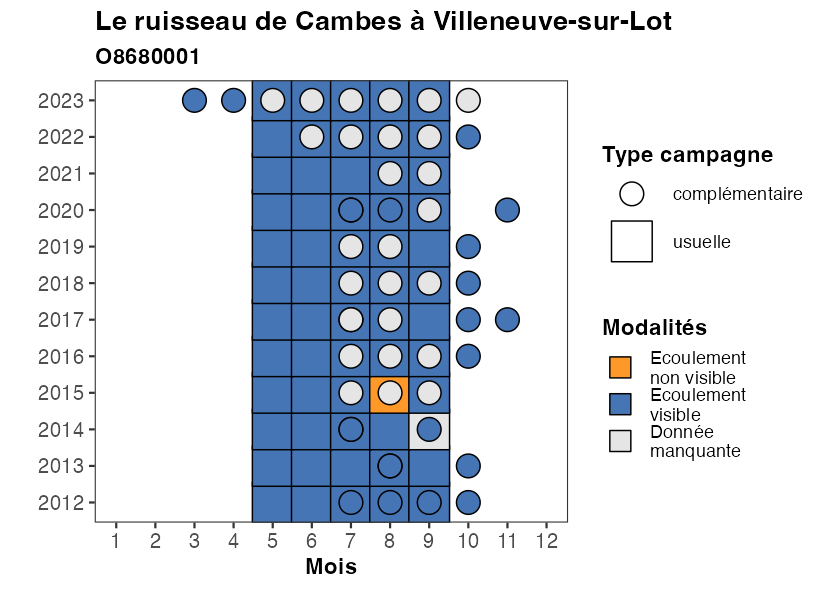 Le ruisseau de Cambes à Villeneuve-sur-Lot
O8680001
2023
2022
2021
2020
2019
2018
2017
2016
2015
2014
2013
2012
1 2 3 4 5 6 7 8 9 10 11 12
Mois
Type campagne
complémentaire
usuelle
Modalités
Ecoulement
non visible
Ecoulement
visible
Donnée
manquante